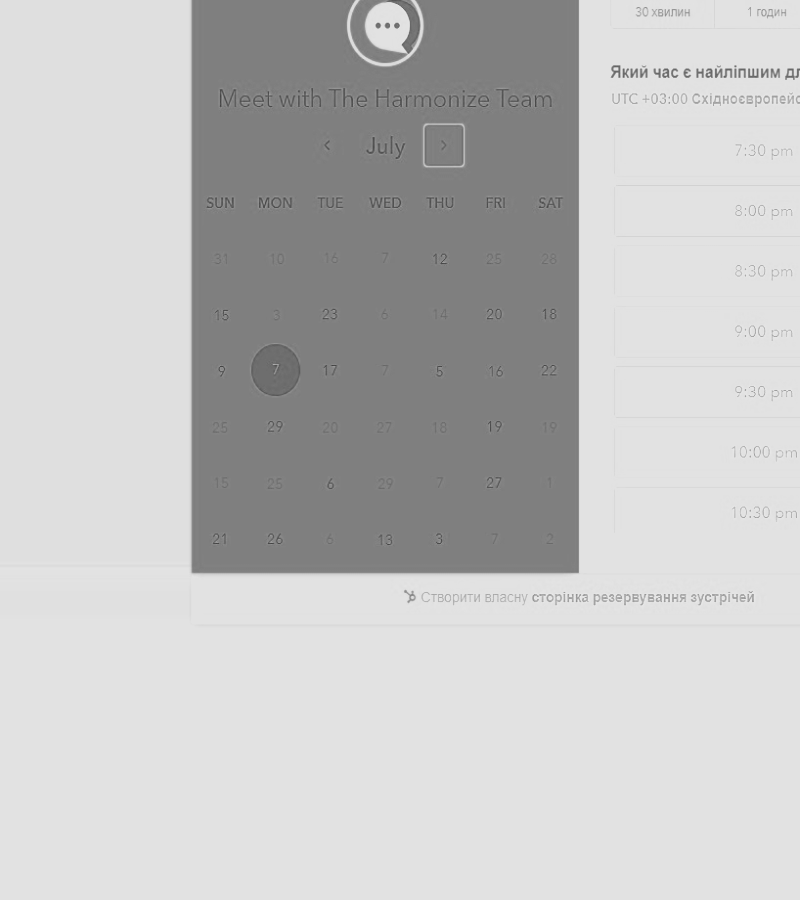 30 хвилин 1 годин
Meet with The Harmonize Team
July
SUN MON TUE WED THU FRI SAT
31 10 16 7 12 25 28
15 3 23 6 14 20 18
9 7 17 7 5 16 22
25 29 20 27 18 19 19
15 25 6 29 7 27 1
21 26 6 13 3 7 2
Який час є найліпшим дл
UTC +03:00 Східноєвропейс
7:30 pm
8:00 pm
8:30 pm
9:00 pm
9:30 pm
10:00 pm
10:30 pm
Створити власну сторінка резервування зустрічей